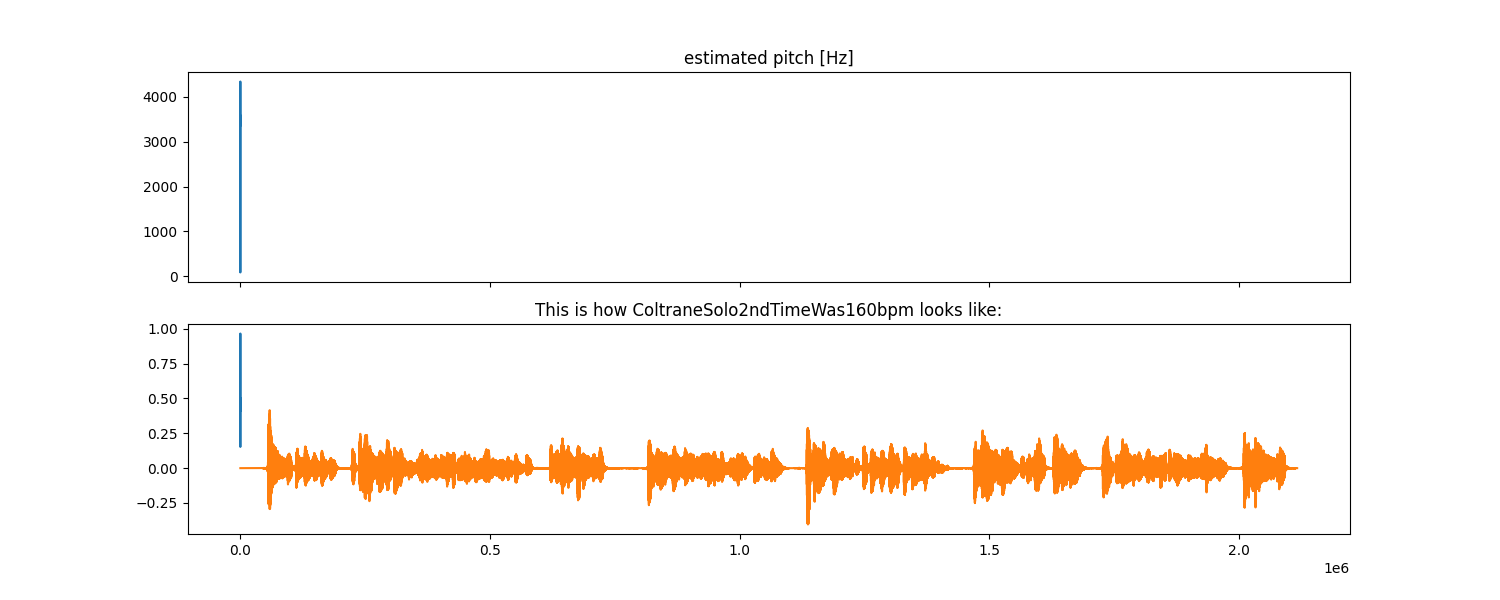 estimated pitch [Hz]
4000
3000
2000
1000
0
This is how ColtraneSolo2ndTimeWas160bpm looks like:
1.00
0.75
0.50
0.25
0.00
−0.25
0.0 0.5 1.0 1.5 2.0
1e6